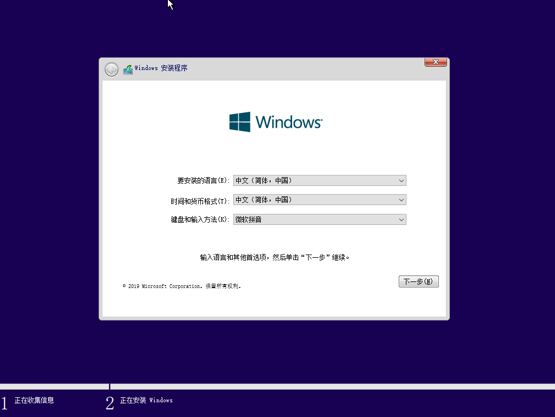 Windows 安装程序
Windows
要安装的语言(E): 中文(简体，中国)
时间和货币格式(T): 中文(简体，中国)
键盘和输入方法(K): 微软拼音
输入语言和其他首选项，然后单击“下一步”继续。
© 2019 Microsoft Corporation. 保留所有权利。
下一步(N)
1 正在收集信息
2 正在安装 Windows